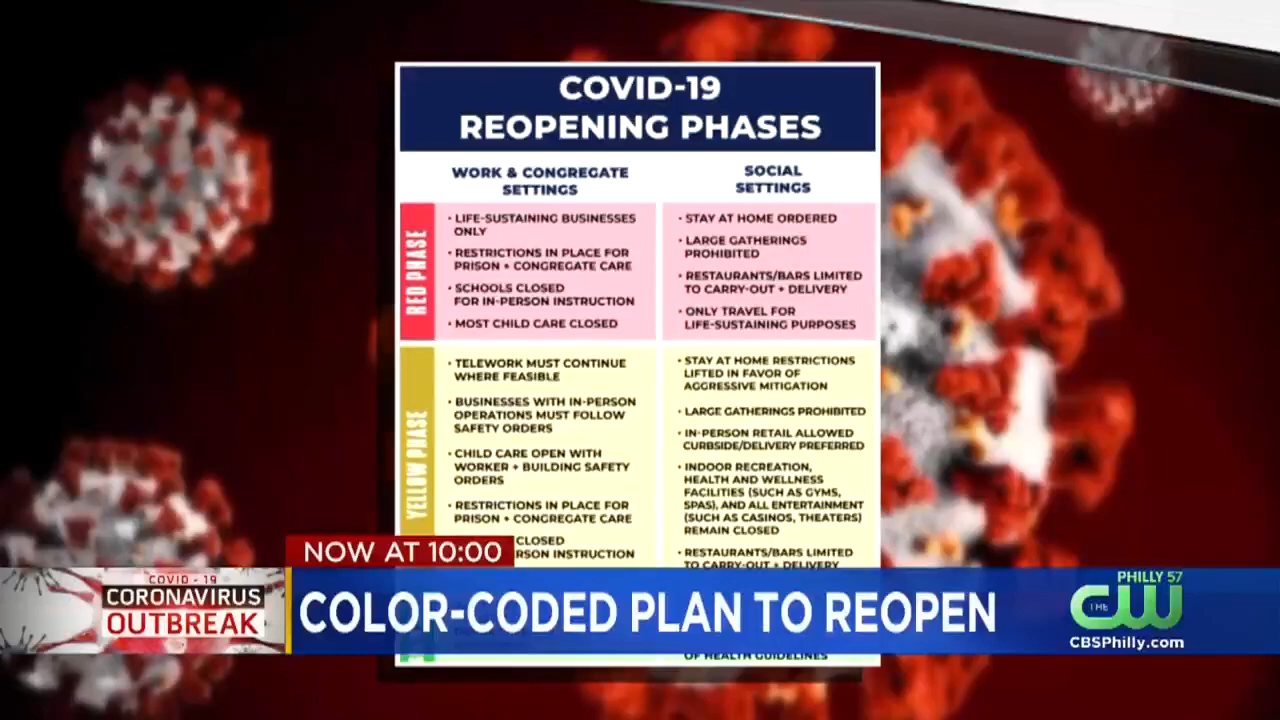 COVID-19
REOPENING PHASES
WORK & CONGREGATE
SETTINGS
SOCIAL
SETTINGS
RED PHASE
• LIFE-SUSTAINING BUSINESSES
ONLY
• RESTRICTIONS IN PLACE FOR
PRISON + CONGREGATE CARE
• SCHOOLS CLOSED
FOR IN-PERSON INSTRUCTION
• MOST CHILD CARE CLOSED
• STAY AT HOME ORDERED
• LARGE GATHERINGS
PROHIBITED
• RESTAURANTS/BARS LIMITED
TO CARRY-OUT + DELIVERY
• ONLY TRAVEL FOR
LIFE-SUSTAINING PURPOSES
YELLOW PHASE
• TELEWORK MUST CONTINUE
WHERE FEASIBLE
• BUSINESSES WITH IN-PERSON
OPERATIONS MUST FOLLOW
SAFETY ORDERS
• CHILD CARE OPEN WITH
WORKER + BUILDING SAFETY
ORDERS
• RESTRICTIONS IN PLACE FOR
PRISON + CONGREGATE CARE
CLOSED
RSON INSTRUCTION
• STAY AT HOME RESTRICTIONS
LIFTED IN FAVOR OF
AGGRESSIVE MITIGATION
• LARGE GATHERINGS PROHIBITED
• IN-PERSON RETAIL ALLOWED
CURBSIDE/DELIVERY PREFERRED
• INDOOR RECREATION,
HEALTH AND WELLNESS
FACILITIES (SUCH AS GYMS,
SPAS), AND ALL ENTERTAINMENT
(SUCH AS CASINOS, THEATERS)
REMAIN CLOSED
• RESTAURANTS/BARS LIMITED
TO CARRY-OUT + DELIVERY
OF HEALTH GUIDELINES
NOW AT 10:00
COVID - 19
CORONAVIRUS
OUTBREAK
COLOR-CODED PLAN TO REOPEN
PHILLY 57
THE CW
CBSPhilly.com